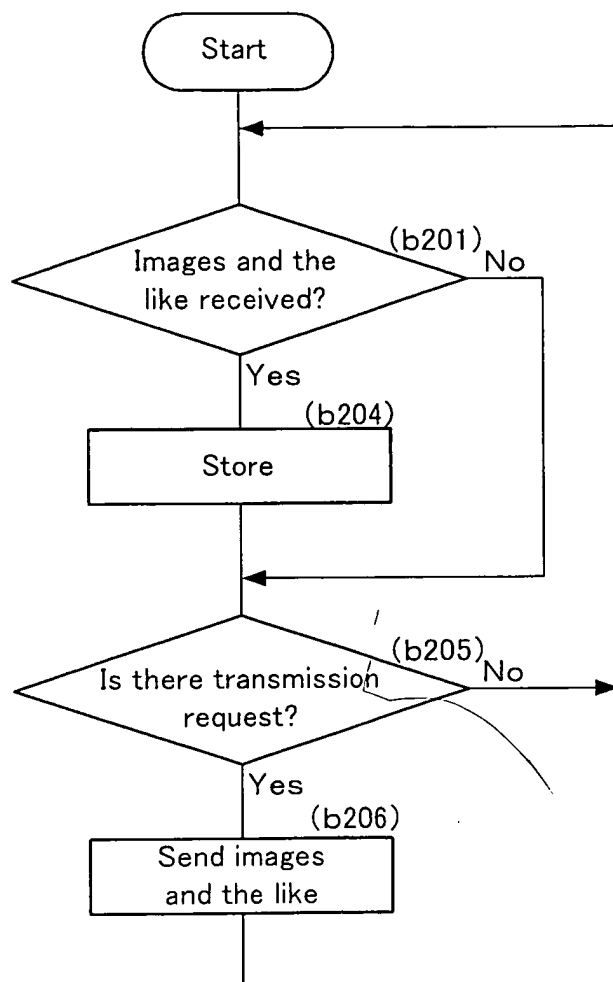 Start
(b201)
Images and the
like received?
No
Yes
(b204)
Store
(b205)
Is there transmission
request?
No
Yes
(b206)
Send images
and the like